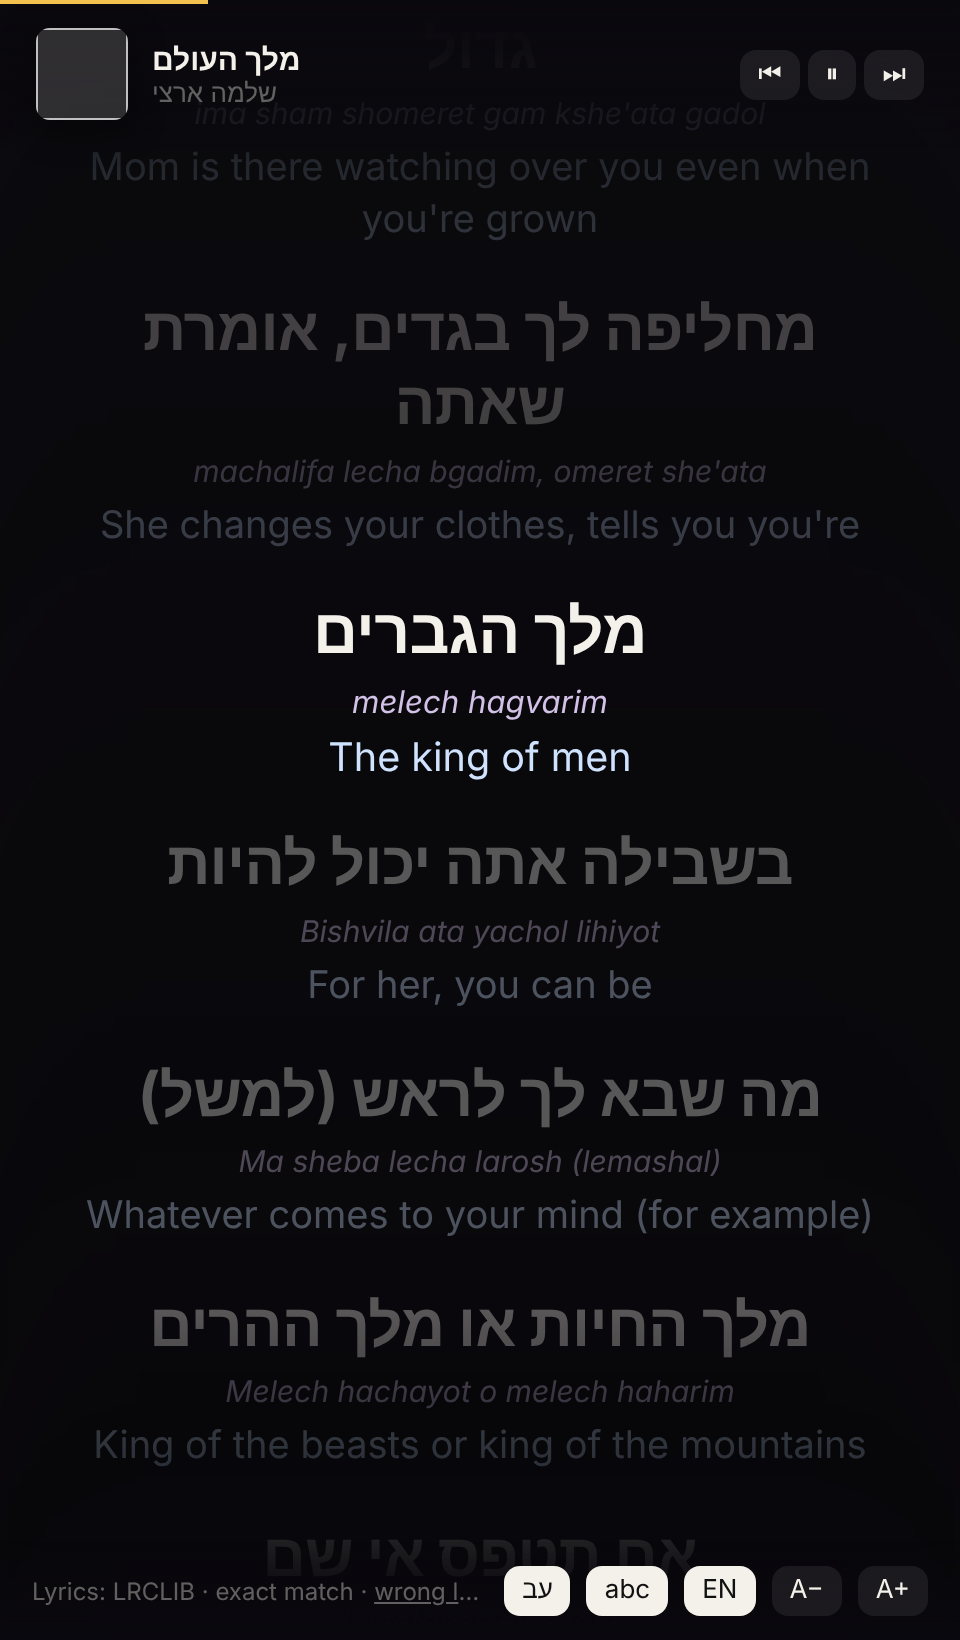 גדול
מלך העולם
שלמה ארצי
ima sham shomeret gam kshe'ata gadol
Mom is there watching over you even when
you're grown
מחליפה לך בגדים, אומרת
שאתה
machalifa lecha bgadim, omeret she'ata
She changes your clothes, tells you you're
מלך הגברים
melech hagvarim
The king of men
בשבילה אתה יכול להיות
Bishvila ata yachol lihiyot
For her, you can be
מה שבא לך לראש (למשל)
Ma sheba lecha larosh (lemashal)
Whatever comes to your mind (for example)
מלך החיות או מלך ההרים
Melech hachayot o melech haharim
King of the beasts or king of the mountains
אם תטפס אי שם
Lyrics: LRCLIB · exact match · wrong l... עב abc EN A− A+